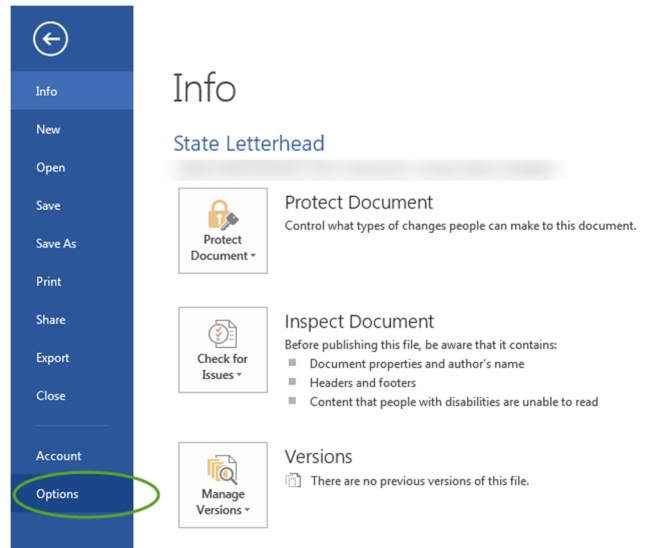 Info
New
Open
Save
Save As
Print
Share
Export
Close
Account
Options
Info
State Letterhead
Protect
Document
Protect Document
Control what types of changes people can make to this document.
Check for
Issues
Inspect Document
Before publishing this file, be aware that it contains:
Document properties and author's name
Headers and footers
Content that people with disabilities are unable to read
Manage
Versions
Versions
There are no previous versions of this file.